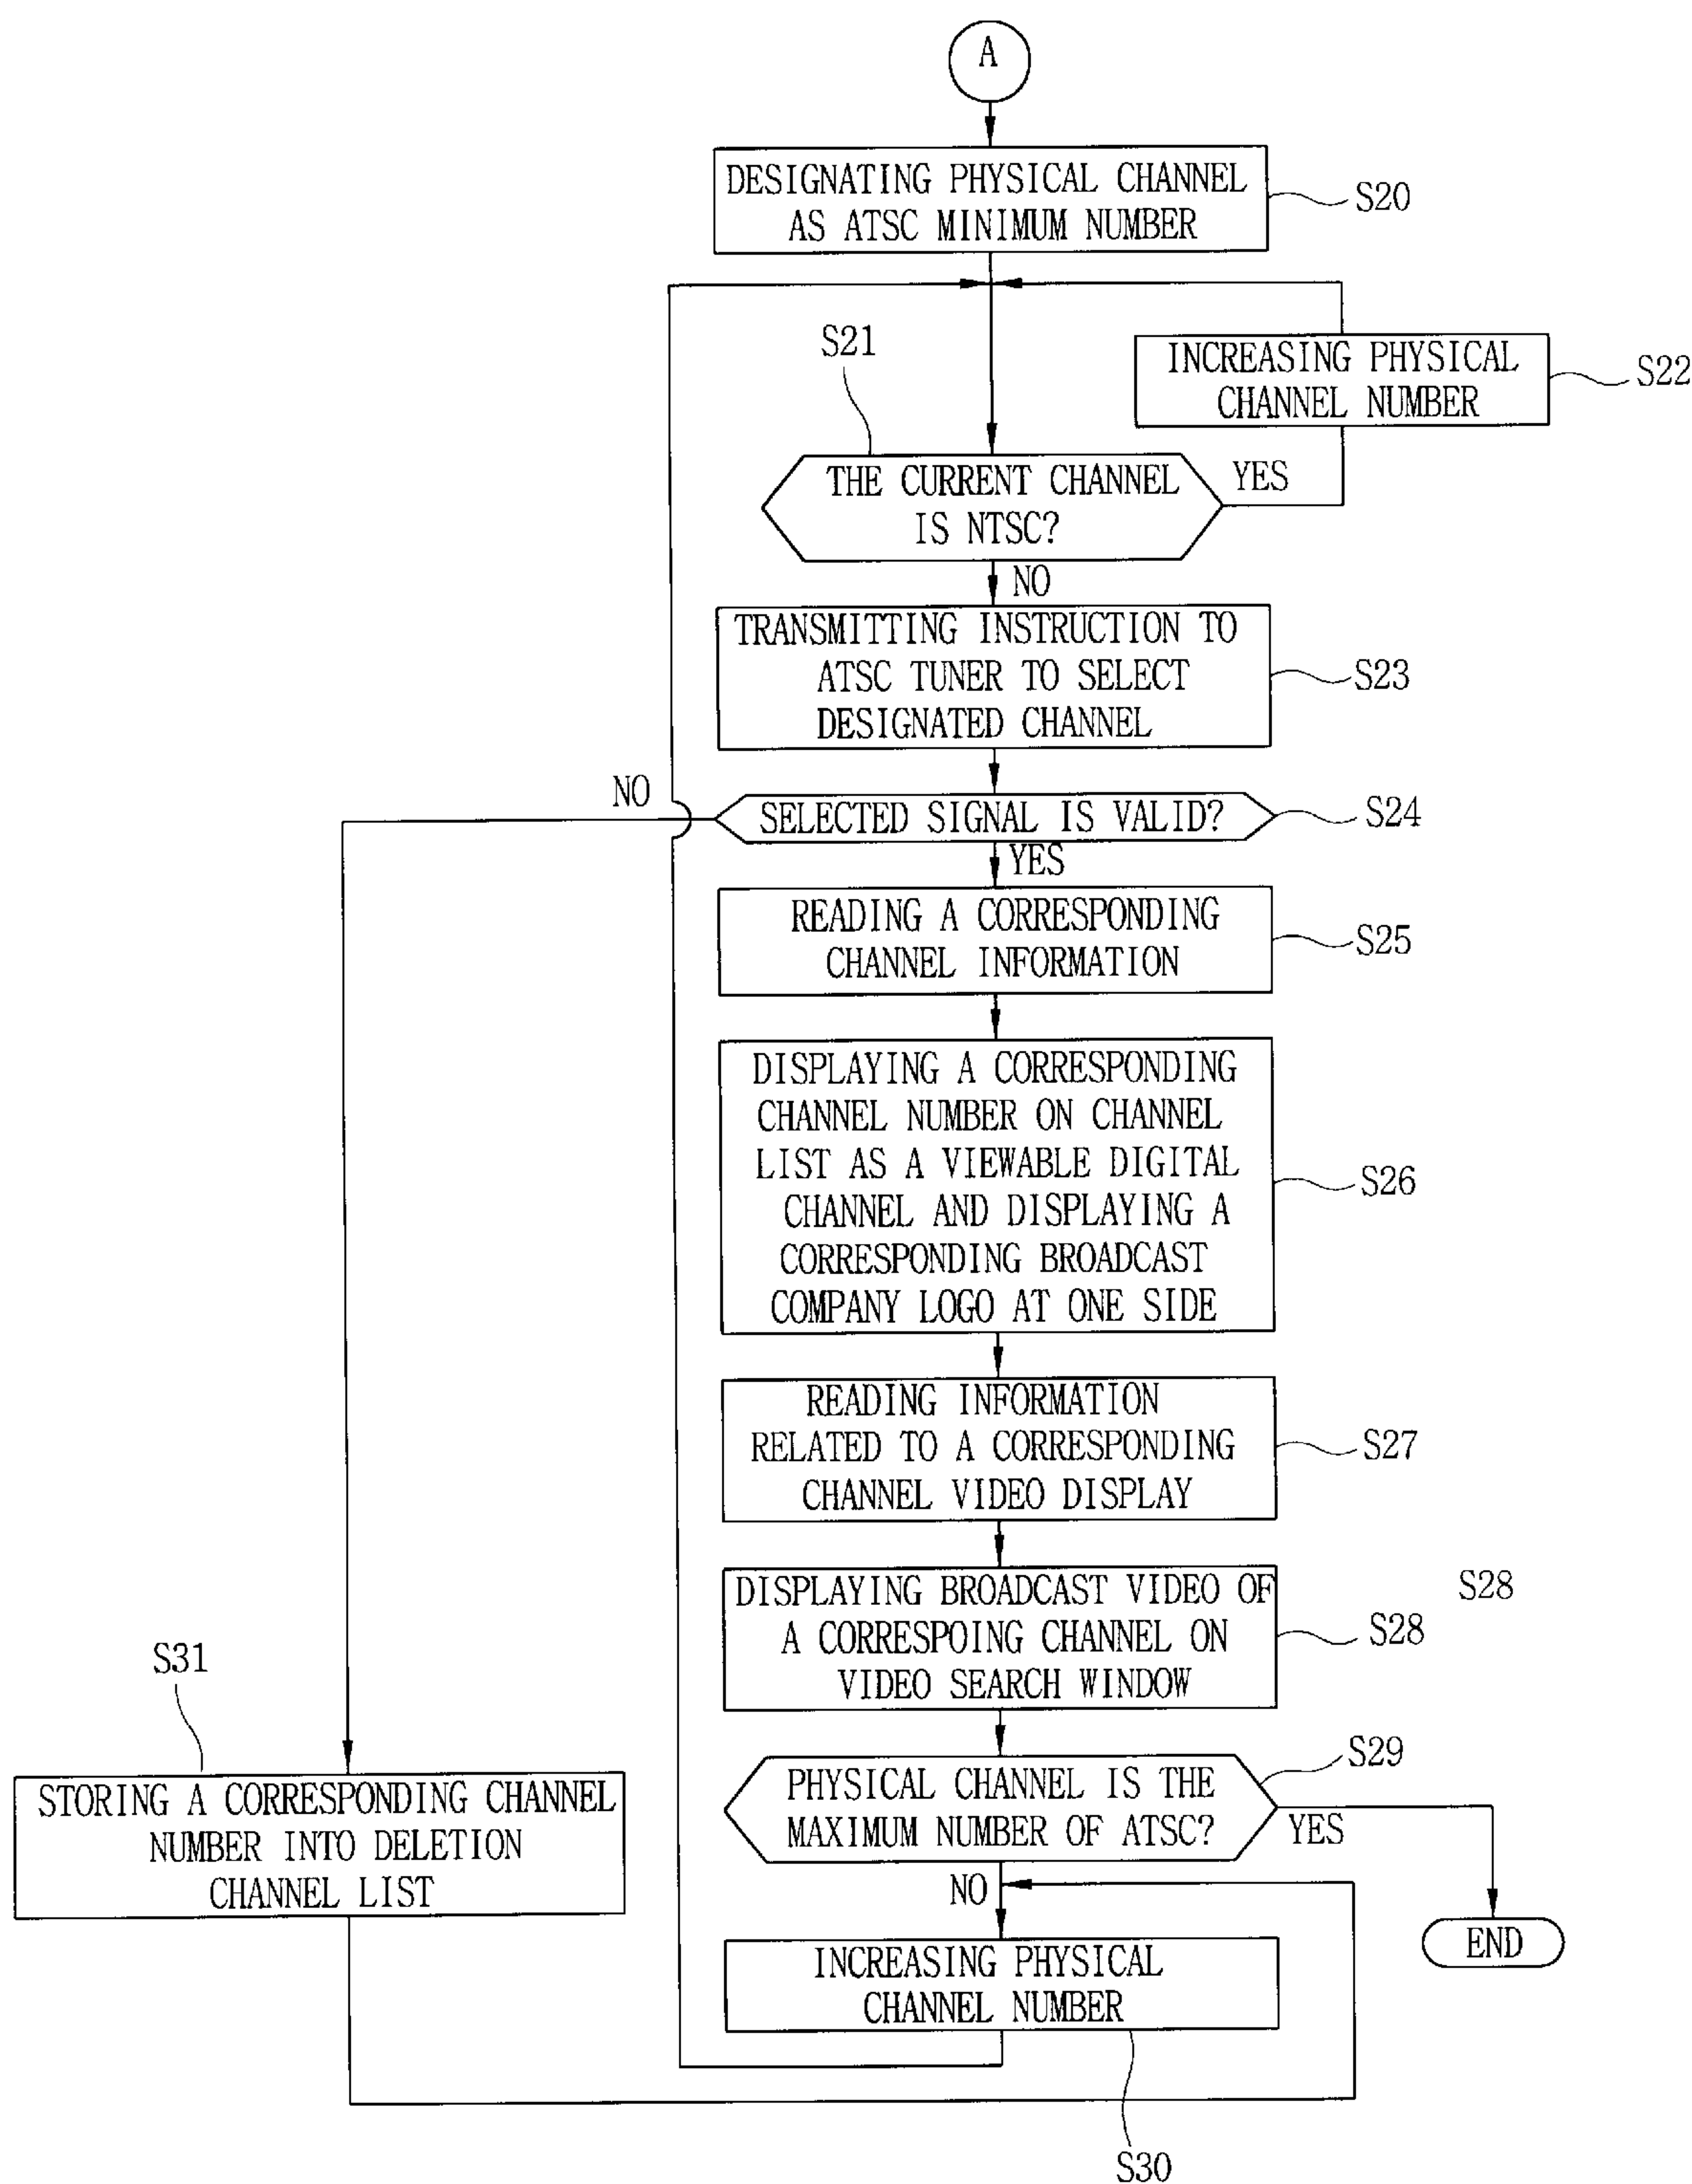 A
DESIGNATING PHYSICAL CHANNEL
AS ATSC MINIMUM NUMBER
S20
S21
INCREASING PHYSICAL
CHANNEL NUMBER
S22
THE CURRENT CHANNEL
IS NTSC?
YES
NO
TRANSMITTING INSTRUCTION TO
ATSC TUNER TO SELECT
DESIGNATED CHANNEL
S23
NO
SELECTED SIGNAL IS VALID?
S24
YES
READING A CORRESPONDING
CHANNEL INFORMATION
S25
DISPLAYING A CORRESPONDING
CHANNEL NUMBER ON CHANNEL
LIST AS A VIEWABLE DIGITAL
CHANNEL AND DISPLAYING A
CORRESPONDING BROADCAST
COMPANY LOGO AT ONE SIDE
S26
READING INFORMATION
RELATED TO A CORRESPONDING
CHANNEL VIDEO DISPLAY
S27
DISPLAYING BROADCAST VIDEO OF
A CORRESPOING CHANNEL ON
VIDEO SEARCH WINDOW
S28
S28
S31
STORING A CORRESPONDING CHANNEL
NUMBER INTO DELETION
CHANNEL LIST
PHYSICAL CHANNEL IS THE
MAXIMUM NUMBER OF ATSC?
S29
YES
NO
END
INCREASING PHYSICAL
CHANNEL NUMBER
S30